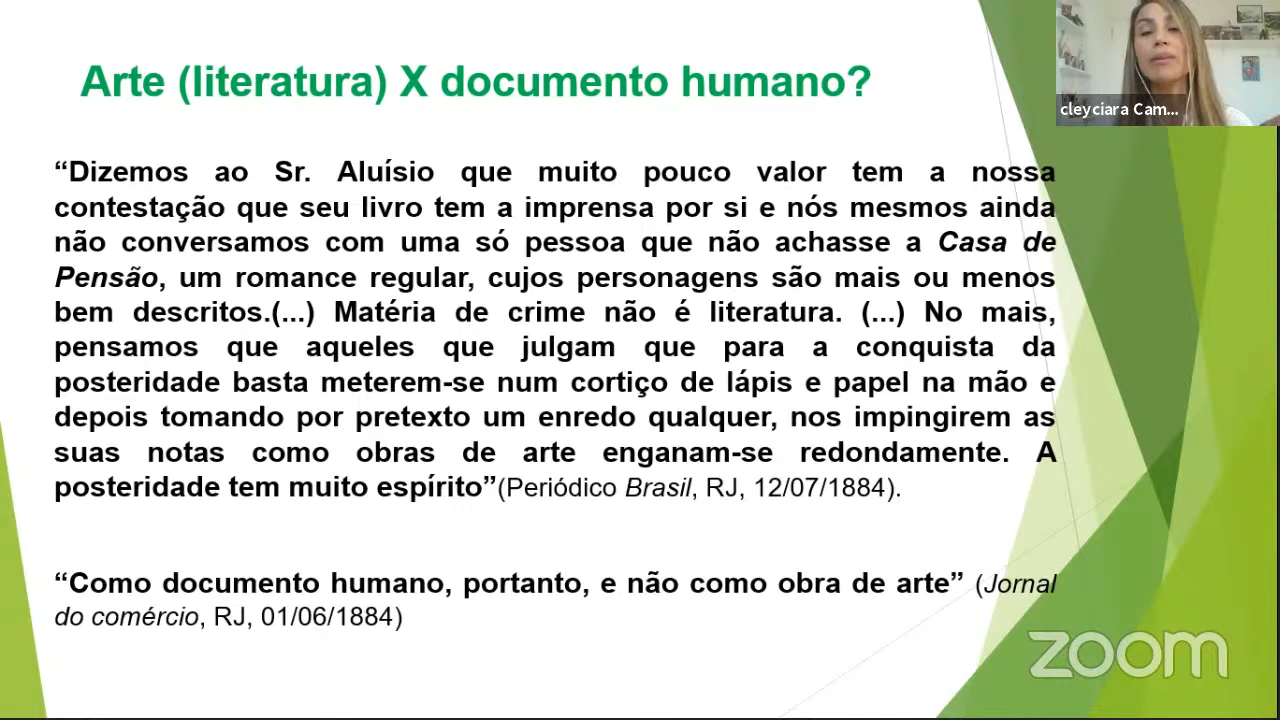 Arte (literatura) X documento humano?
cleyciara Cam...
“Dizemos ao Sr. Aluísio que muito pouco valor tem a nossa
contestação que seu livro tem a imprensa por si e nós mesmos ainda
não conversamos com uma só pessoa que não achasse a Casa de
Pensão, um romance regular, cujos personagens são mais ou menos
bem descritos.(...) Matéria de crime não é literatura. (...) No mais,
pensamos que aqueles que julgam que para a conquista da
posteridade basta meterem-se num cortiço de lápis e papel na mão e
depois tomando por pretexto um enredo qualquer, nos impingirem as
suas notas como obras de arte enganam-se redondamente. A
posteridade tem muito espírito”(Periódico Brasil, RJ, 12/07/1884).
“Como documento humano, portanto, e não como obra de arte” (Jornal
do comércio, RJ, 01/06/1884)
zoom